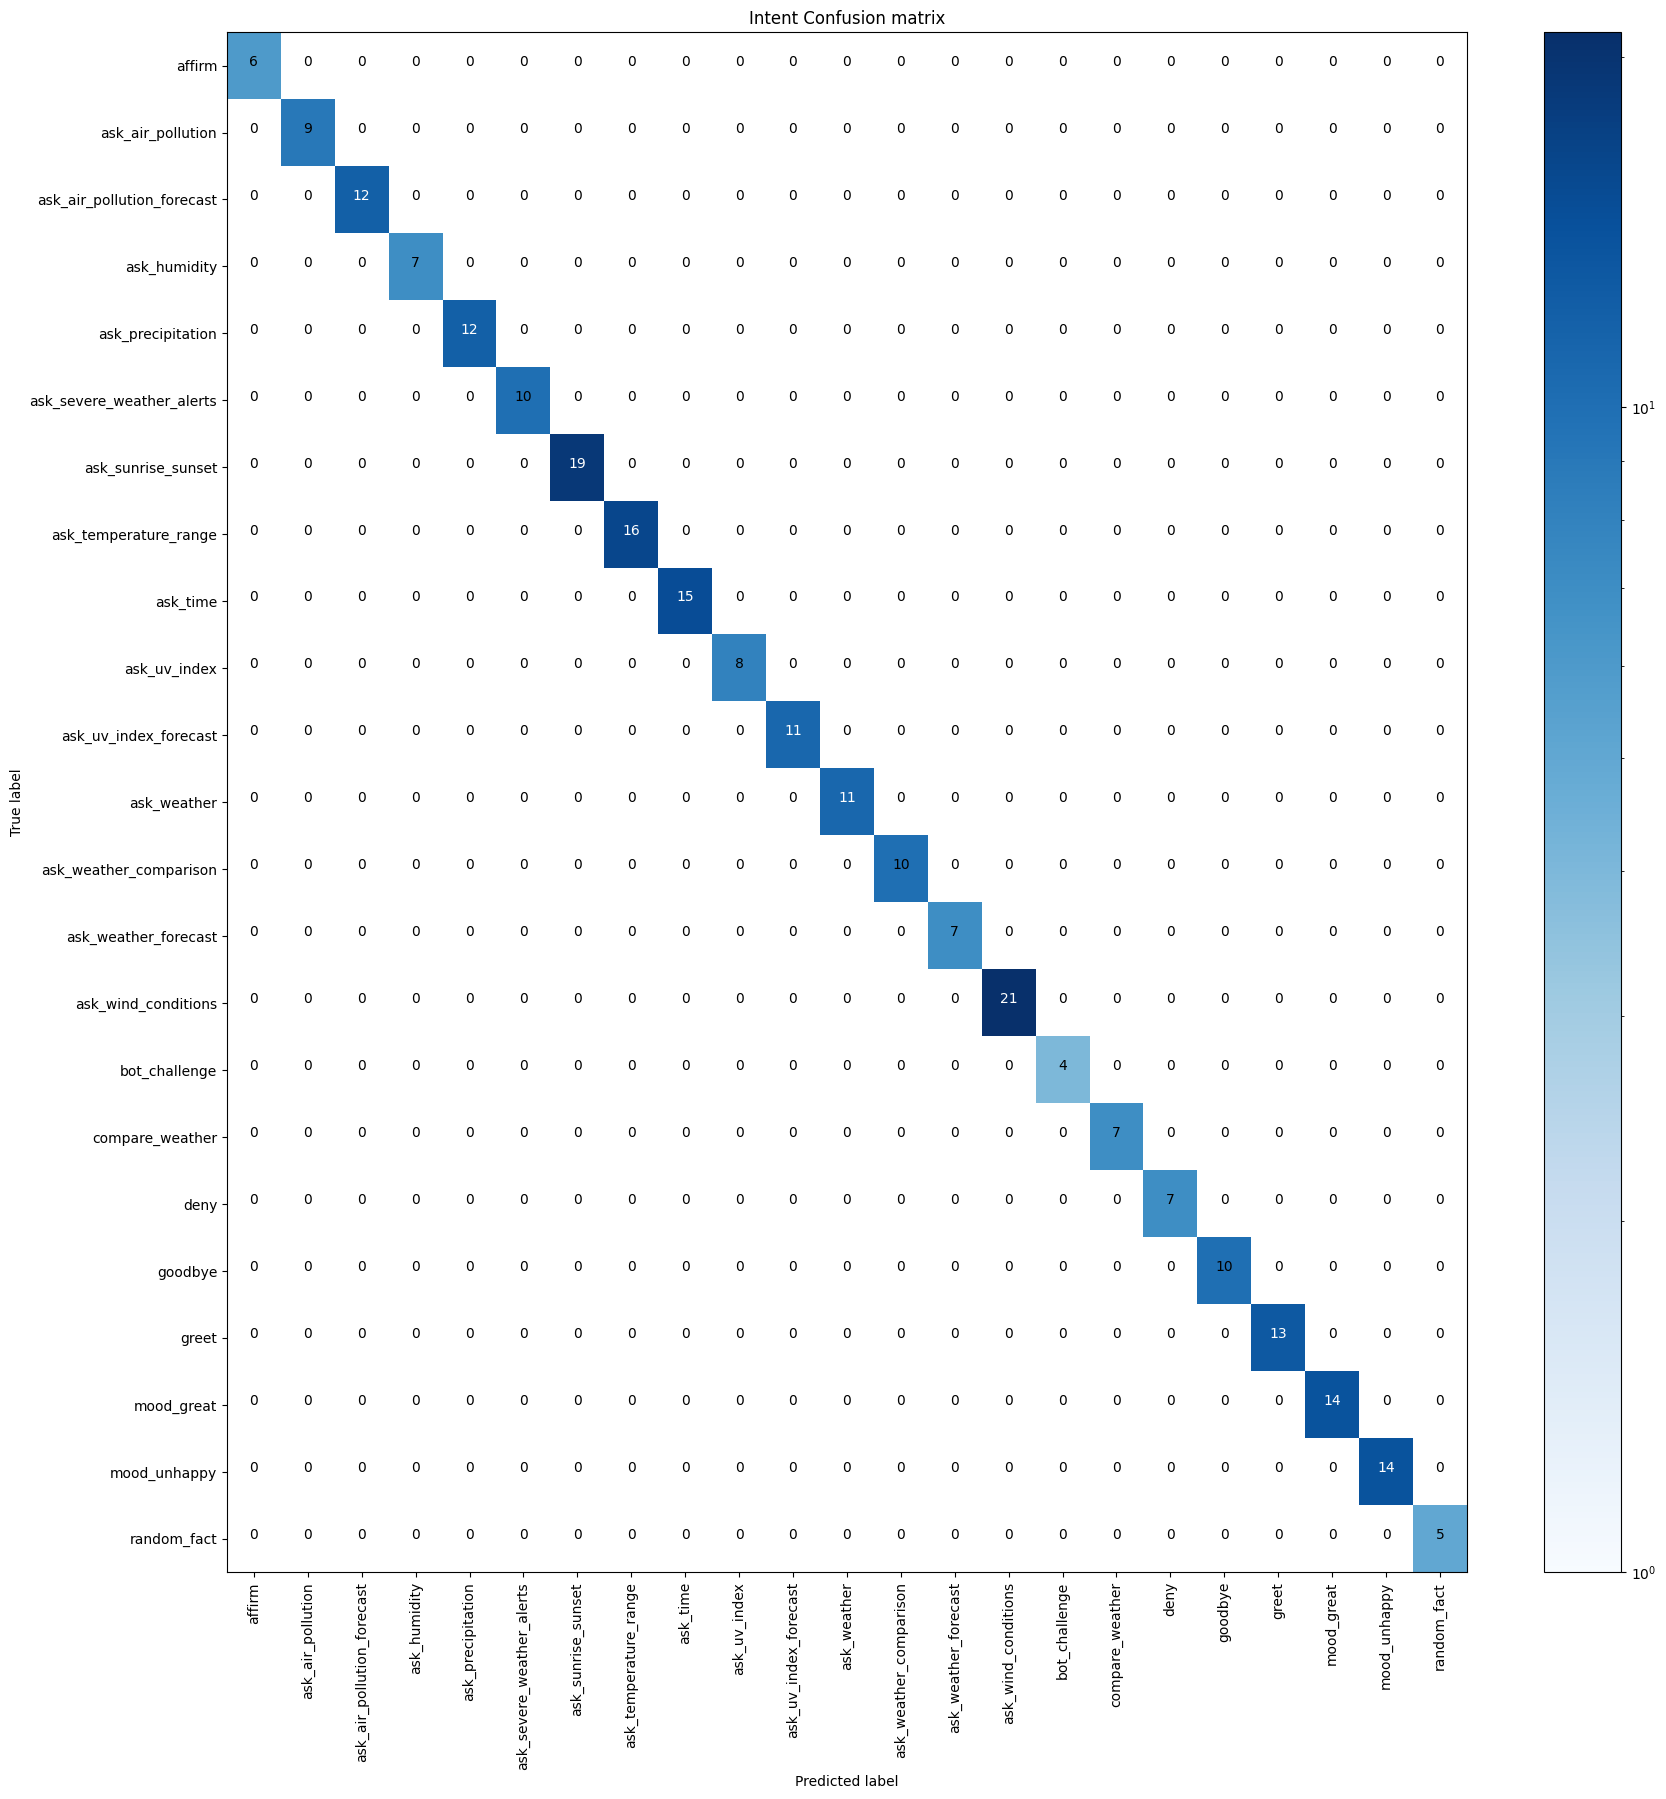 Intent Confusion matrix
affirm 6 0 0 0 0 0 0 0 0 0 0 0 0 0 0 0 0 0 0 0 0 0 0
ask_air_pollution 0 9 0 0 0 0 0 0 0 0 0 0 0 0 0 0 0 0 0 0 0 0 0
ask_air_pollution_forecast 0 0 12 0 0 0 0 0 0 0 0 0 0 0 0 0 0 0 0 0 0 0 0
ask_humidity 0 0 0 7 0 0 0 0 0 0 0 0 0 0 0 0 0 0 0 0 0 0 0
ask_precipitation 0 0 0 0 12 0 0 0 0 0 0 0 0 0 0 0 0 0 0 0 0 0 0
ask_severe_weather_alerts 0 0 0 0 0 10 0 0 0 0 0 0 0 0 0 0 0 0 0 0 0 0 0
ask_sunrise_sunset 0 0 0 0 0 0 19 0 0 0 0 0 0 0 0 0 0 0 0 0 0 0 0
ask_temperature_range 0 0 0 0 0 0 0 16 0 0 0 0 0 0 0 0 0 0 0 0 0 0 0
ask_time 0 0 0 0 0 0 0 0 15 0 0 0 0 0 0 0 0 0 0 0 0 0 0
ask_uv_index 0 0 0 0 0 0 0 0 0 8 0 0 0 0 0 0 0 0 0 0 0 0 0
ask_uv_index_forecast 0 0 0 0 0 0 0 0 0 0 11 0 0 0 0 0 0 0 0 0 0 0 0
ask_weather 0 0 0 0 0 0 0 0 0 0 0 11 0 0 0 0 0 0 0 0 0 0 0
ask_weather_comparison 0 0 0 0 0 0 0 0 0 0 0 0 10 0 0 0 0 0 0 0 0 0 0
ask_weather_forecast 0 0 0 0 0 0 0 0 0 0 0 0 0 7 0 0 0 0 0 0 0 0 0
ask_wind_conditions 0 0 0 0 0 0 0 0 0 0 0 0 0 0 21 0 0 0 0 0 0 0 0
bot_challenge 0 0 0 0 0 0 0 0 0 0 0 0 0 0 0 4 0 0 0 0 0 0 0
compare_weather 0 0 0 0 0 0 0 0 0 0 0 0 0 0 0 0 7 0 0 0 0 0 0
deny 0 0 0 0 0 0 0 0 0 0 0 0 0 0 0 0 0 7 0 0 0 0 0
goodbye 0 0 0 0 0 0 0 0 0 0 0 0 0 0 0 0 0 0 10 0 0 0 0
greet 0 0 0 0 0 0 0 0 0 0 0 0 0 0 0 0 0 0 0 13 0 0 0
mood_great 0 0 0 0 0 0 0 0 0 0 0 0 0 0 0 0 0 0 0 0 14 0 0
mood_unhappy 0 0 0 0 0 0 0 0 0 0 0 0 0 0 0 0 0 0 0 0 0 14 0
random_fact 0 0 0 0 0 0 0 0 0 0 0 0 0 0 0 0 0 0 0 0 0 0 5
True label
affirm
ask_air_pollution
ask_air_pollution_forecast
ask_humidity
ask_precipitation
ask_severe_weather_alerts
ask_sunrise_sunset
ask_temperature_range
ask_time
ask_uv_index
ask_uv_index_forecast
ask_weather
ask_weather_comparison
ask_weather_forecast
ask_wind_conditions
bot_challenge
compare_weather
deny
goodbye
greet
mood_great
mood_unhappy
random_fact
Predicted label
10¹
10⁰